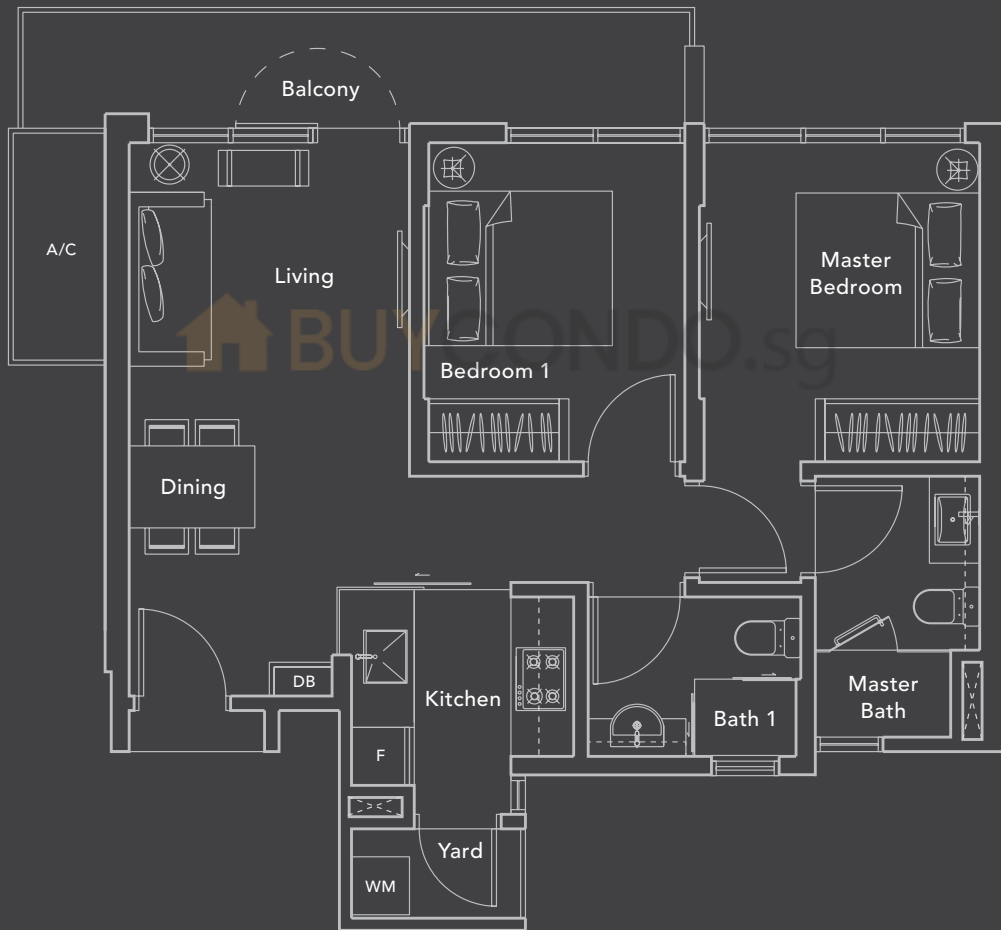 Balcony
A/C
Living
Master
Bedroom
BUYCONDO.sg
Bedroom 1
Dining
DB
Kitchen
Master
Bath
Bath 1
F
Yard
WM